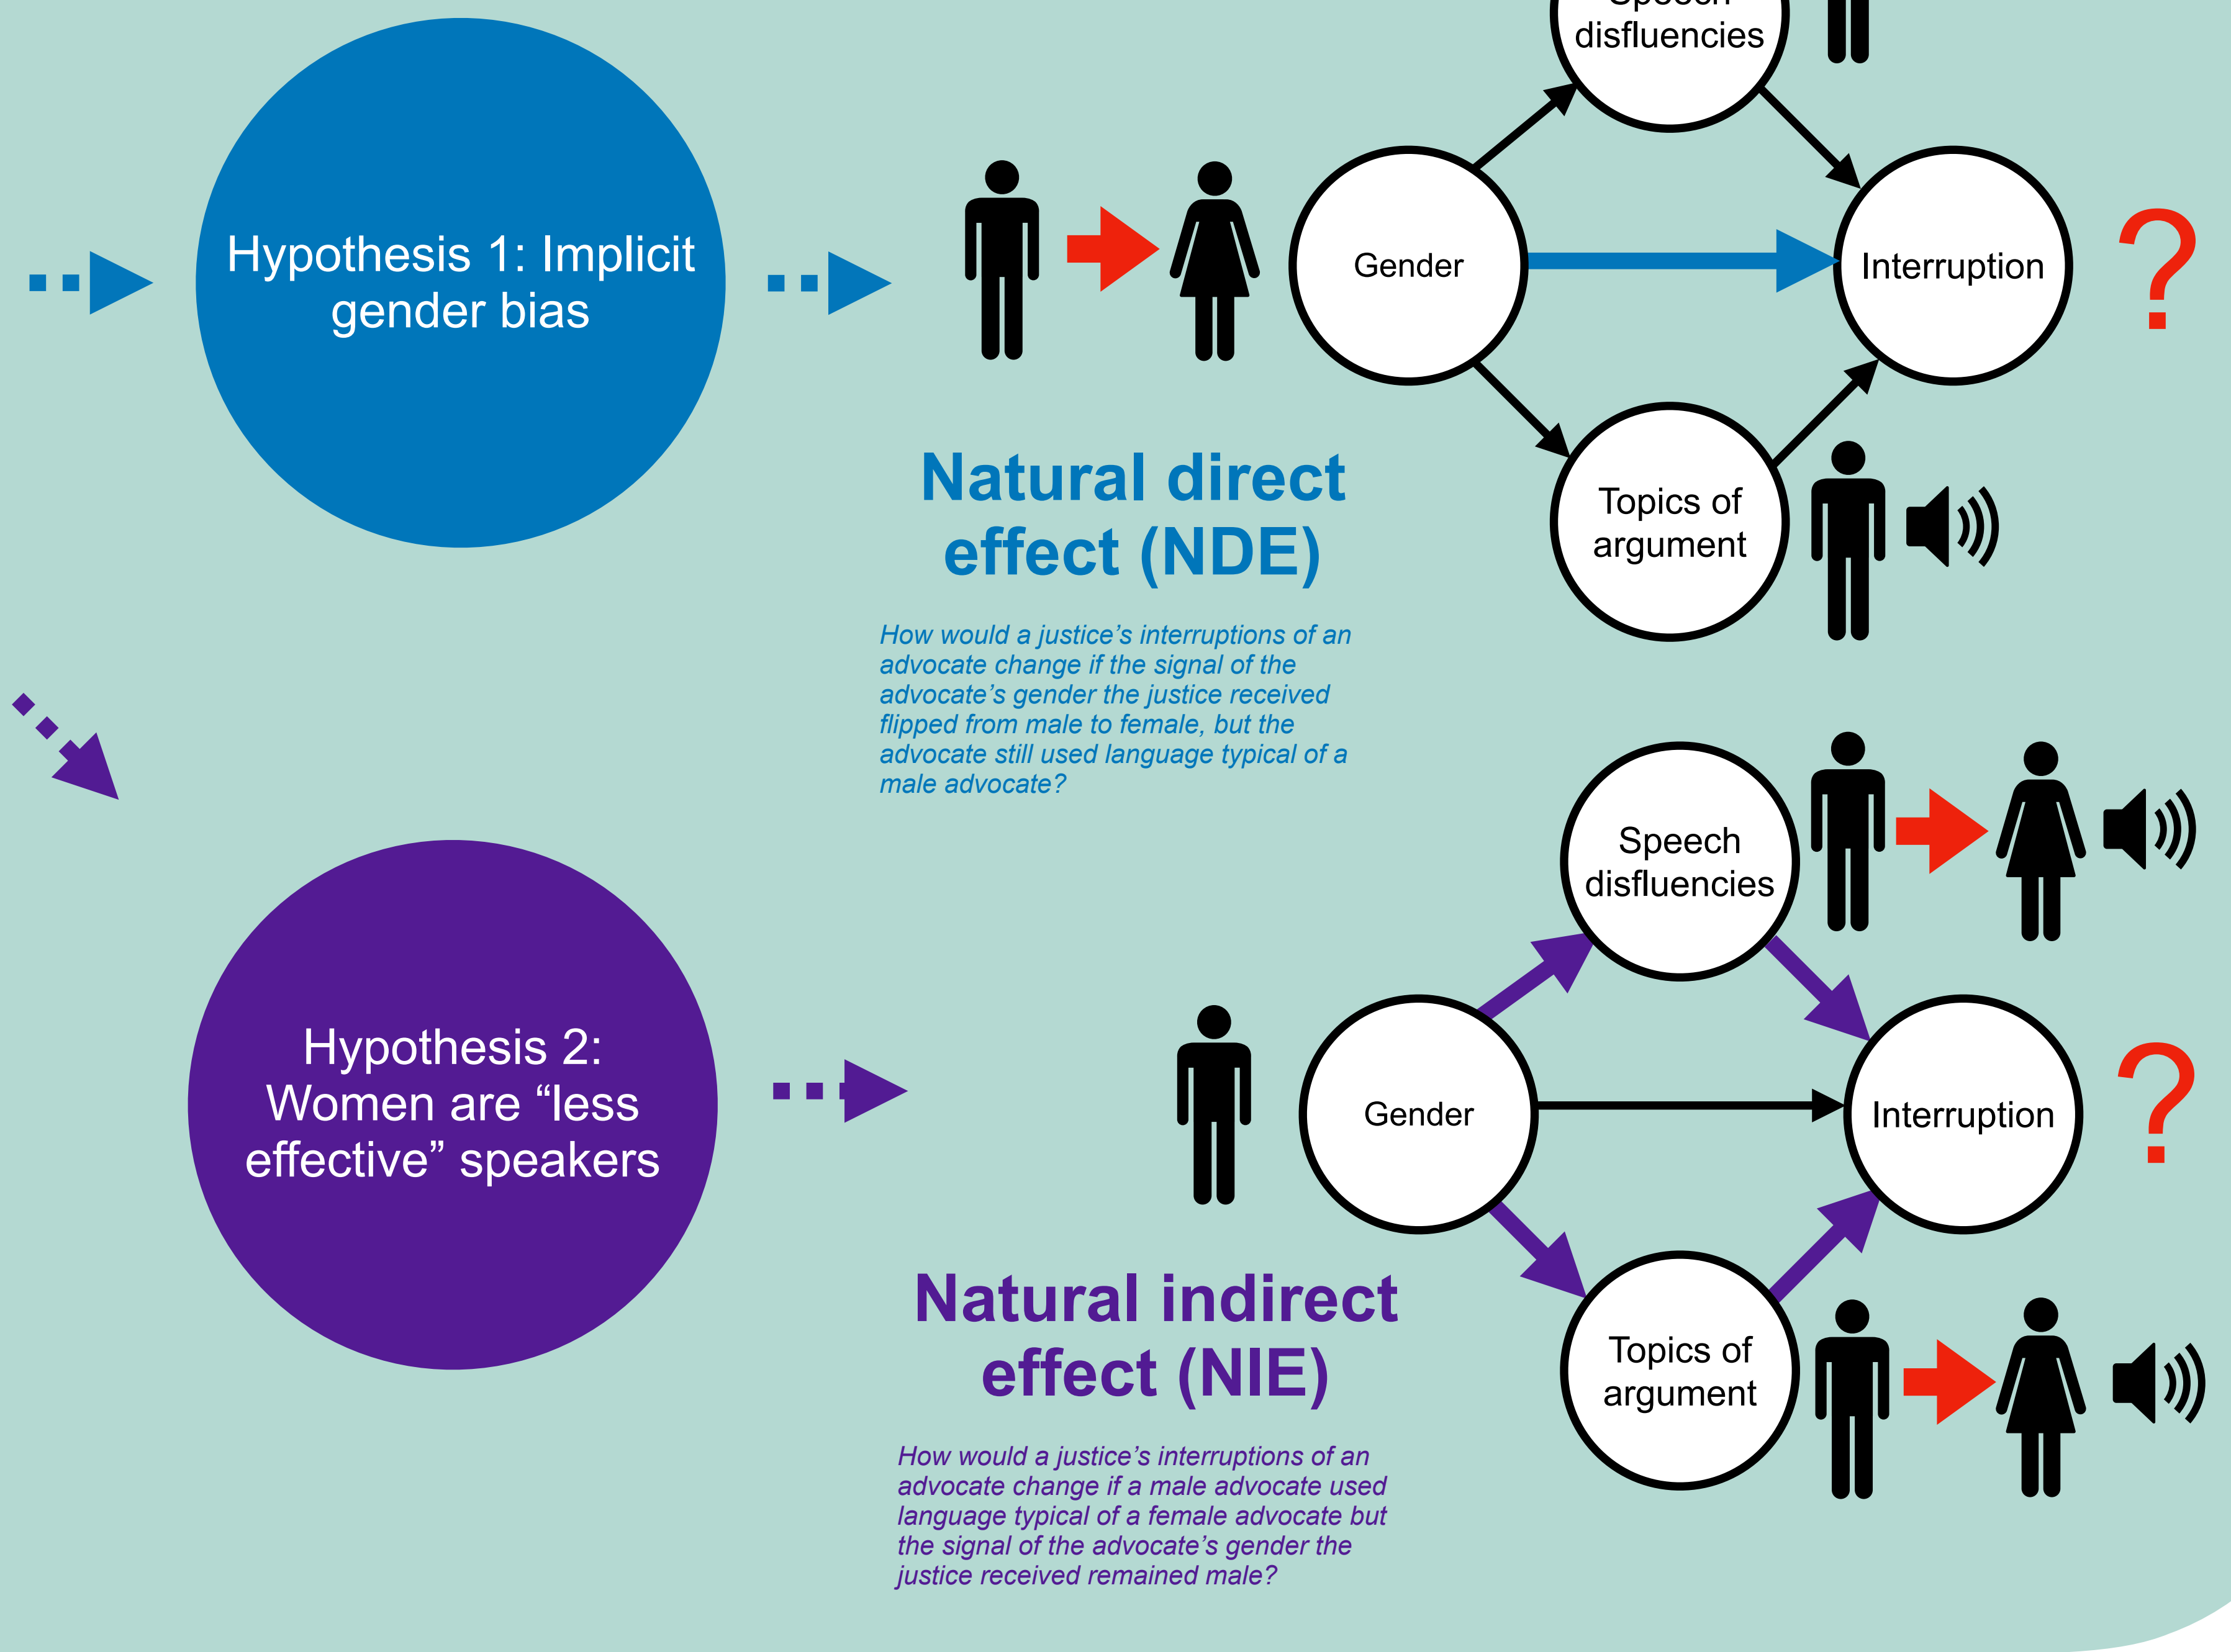 Speech
disfluencies
Hypothesis 1: Implicit
gender bias
Gender
Interruption
?
Topics of
argument
Natural direct
effect (NDE)
How would a justice’s interruptions of an
advocate change if the signal of the
advocate’s gender the justice received
flipped from male to female, but the
advocate still used language typical of a
male advocate?
Hypothesis 2:
Women are “less
effective” speakers
Speech
disfluencies
Gender
Interruption
?
Topics of
argument
Natural indirect
effect (NIE)
How would a justice’s interruptions of an
advocate change if a male advocate used
language typical of a female advocate but
the signal of the advocate’s gender the
justice received remained male?